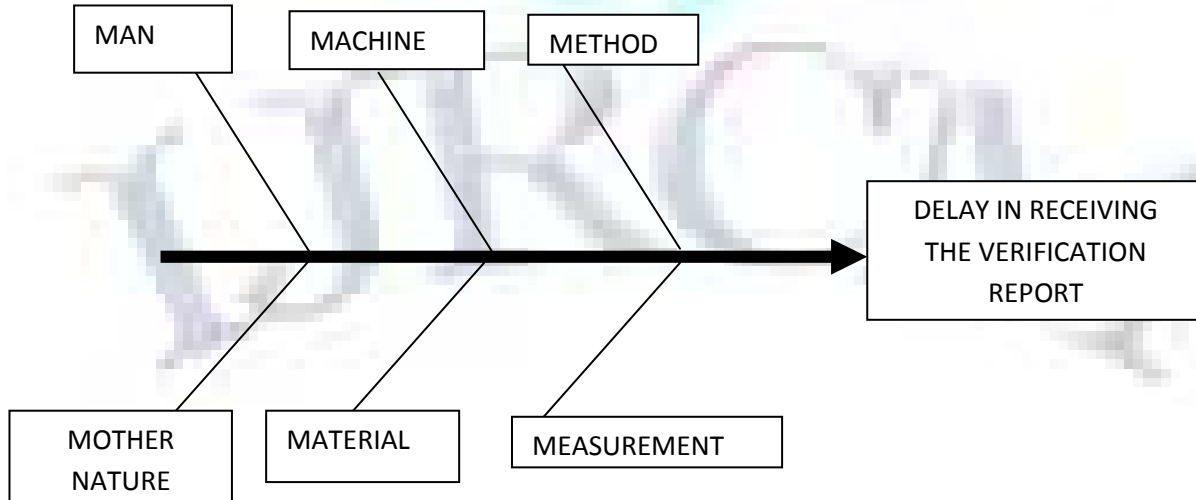 MAN
MACHINE
METHOD
DELAY IN RECEIVING
THE VERIFICATION
REPORT
MOTHER
NATURE
MATERIAL
MEASUREMENT